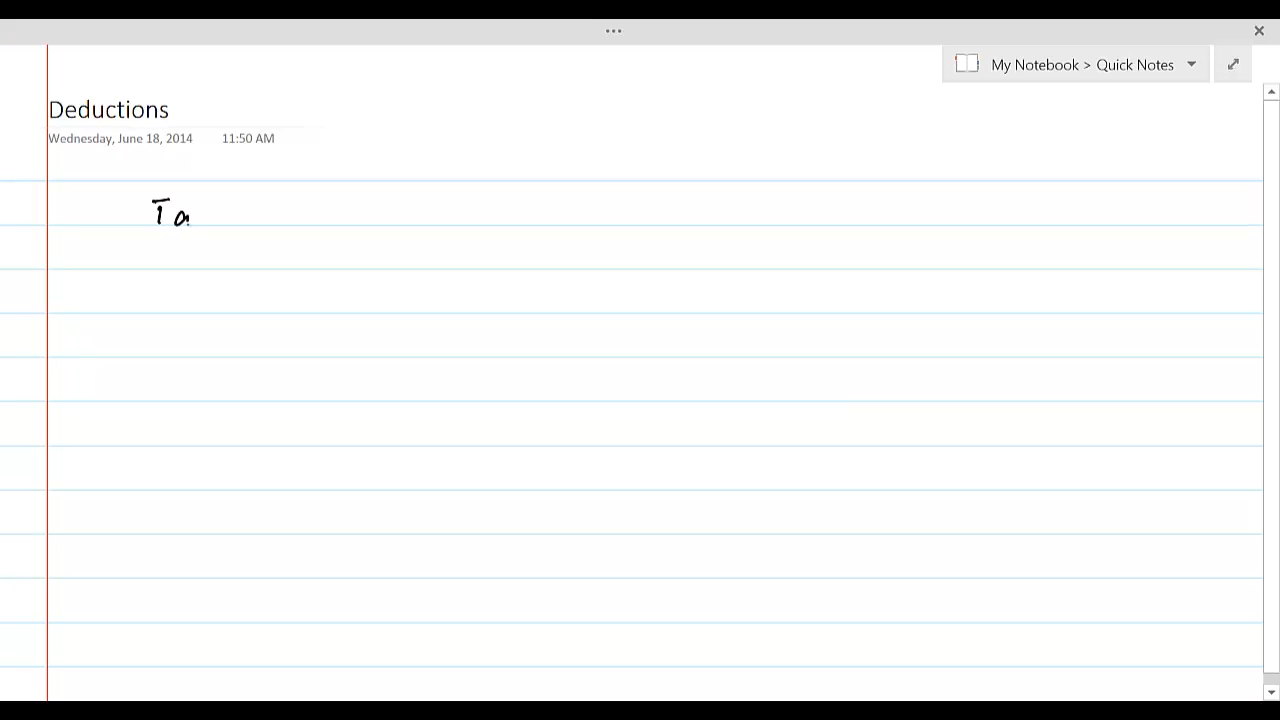 My Notebook > Quick Notes
Deductions
Wednesday, June 18, 2014 11:50 AM
Ta